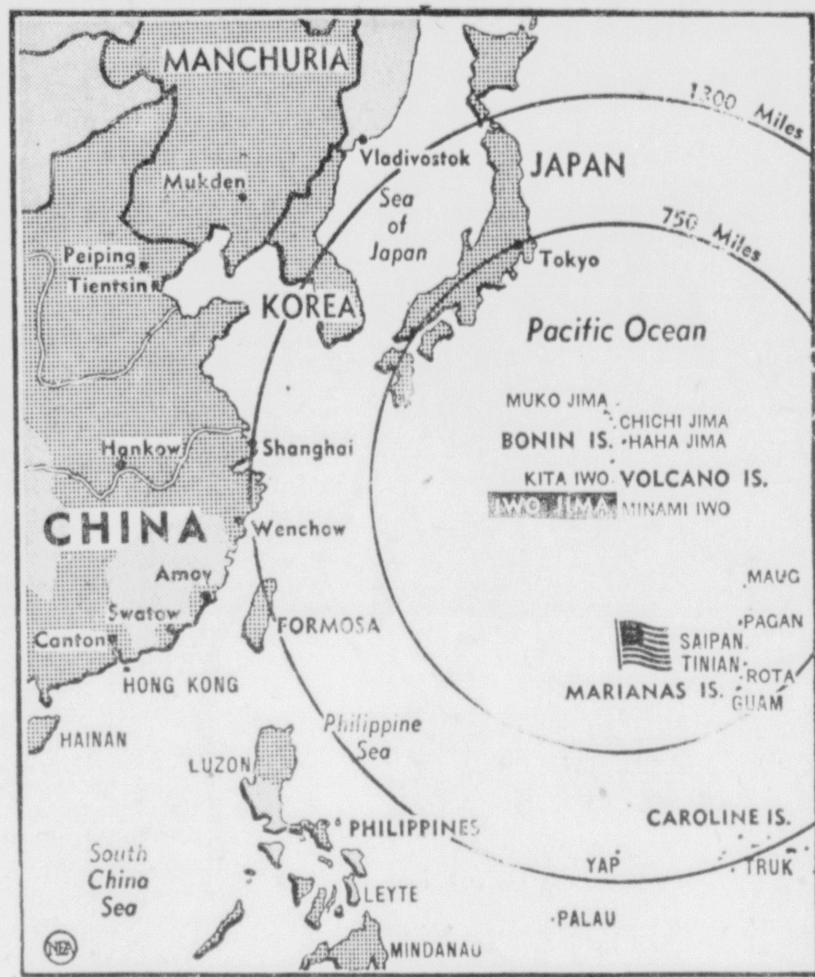 MANCHURIA
1300 Miles
Vladivostok
JAPAN
Mukden
Sea
of
Japan
750 Miles
Peiping
Tientsin
Tokyo
KOREA
Pacific Ocean
MUKO JIMA
CHICHI JIMA
BONIN IS.
HAHA JIMA
Hankow
Shanghai
KITA IWO
VOLCANO IS.
IWO JIMA
MINAMI IWO
CHINA
Wenchow
Amoy
MAUG
Swatow
FORMOSA
PAGAN
Canton
SAIPAN
TINIAN
HONG KONG
ROTA
MARIANAS IS.
GUAM
HAINAN
Philippine
Sea
LUZON
PHILIPPINES
CAROLINE IS.
South
China
Sea
YAP
TRUK
LEYTE
PALAU
MINDANAU
NEA